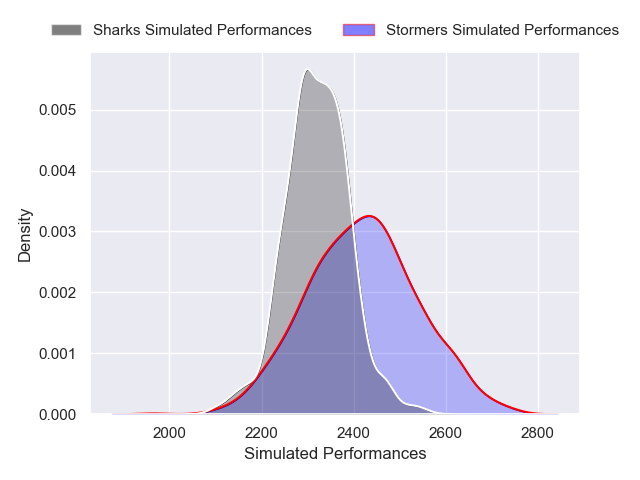 Sharks Simulated Performances Stormers Simulated Performances
0.005
0.004
0.003
0.002
0.001
0.000
Density
2000 2200 2400 2600 2800
Simulated Performances